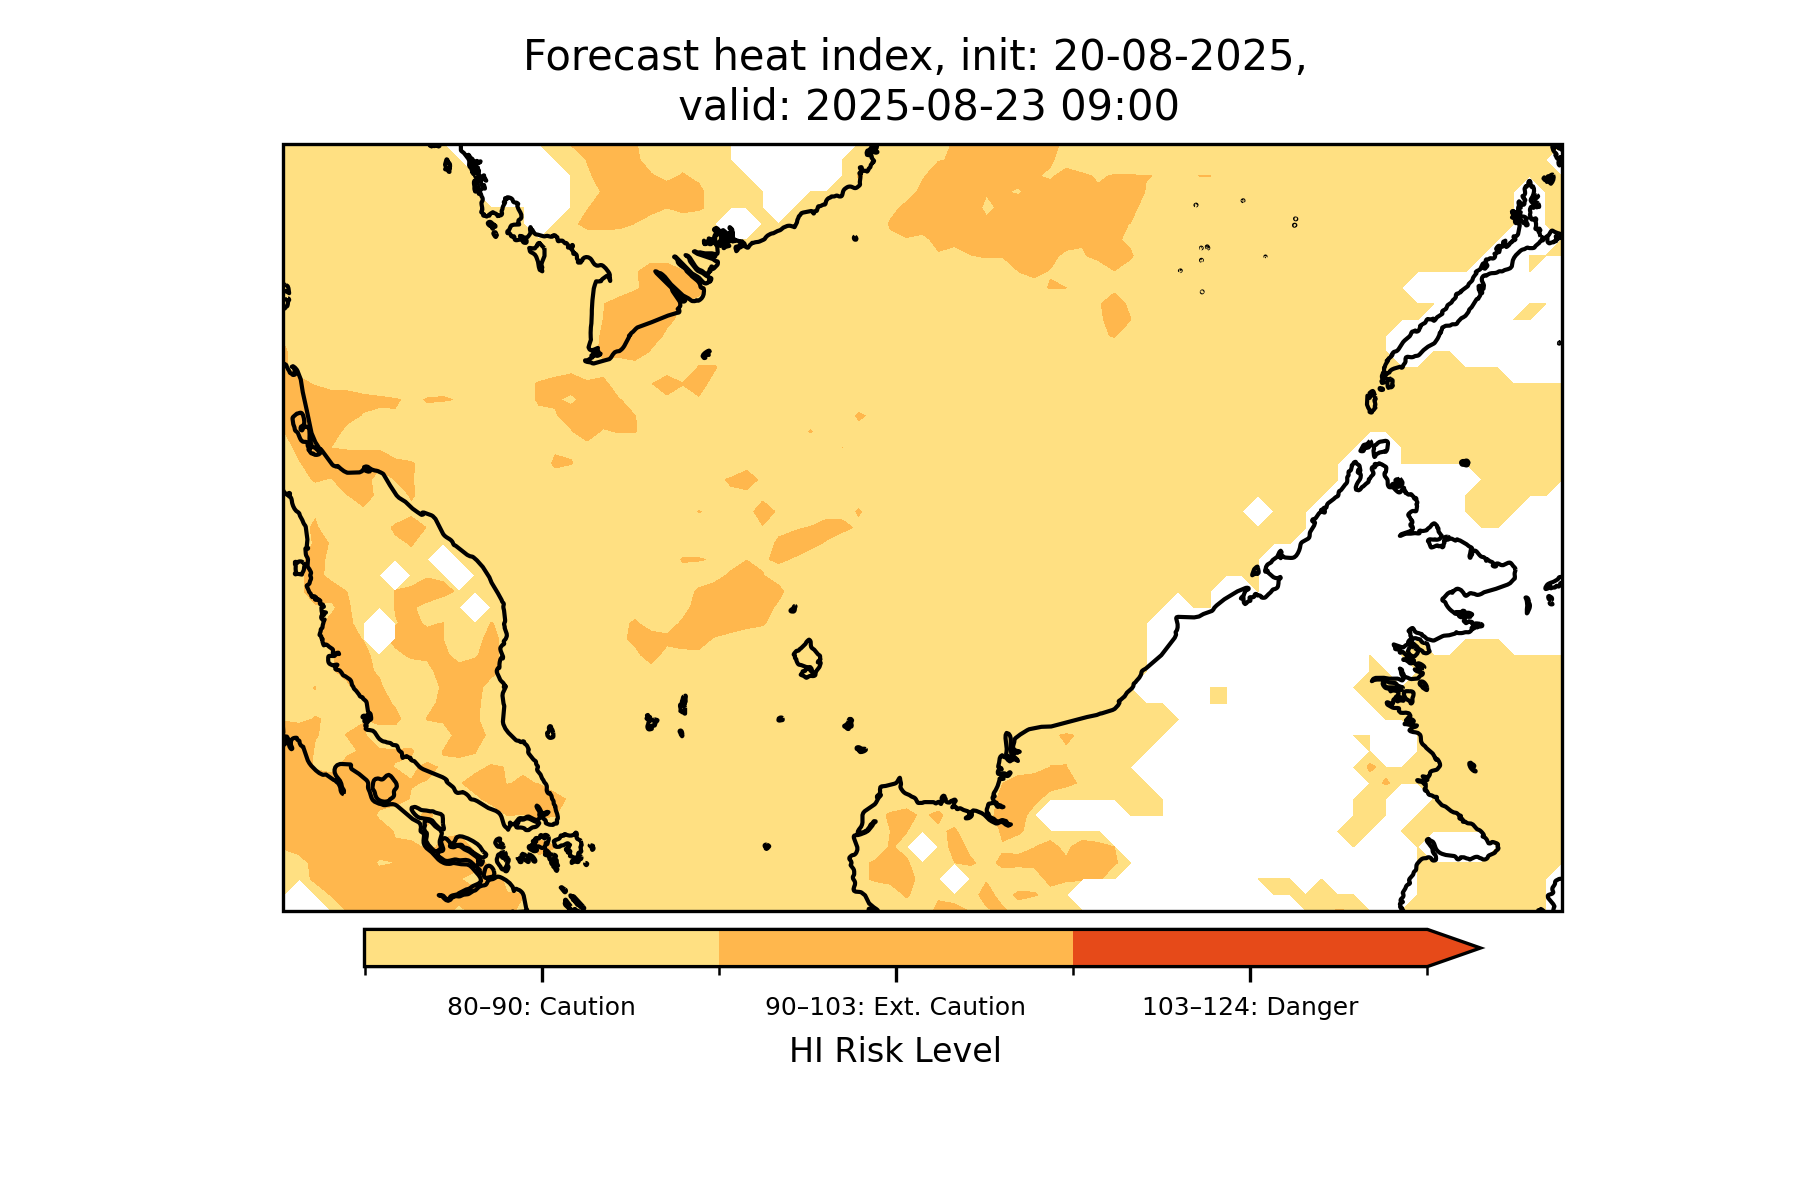 Forecast heat index, init: 20-08-2025,
valid: 2025-08-23 09:00
80–90: Caution
90–103: Ext. Caution
103–124: Danger
HI Risk Level